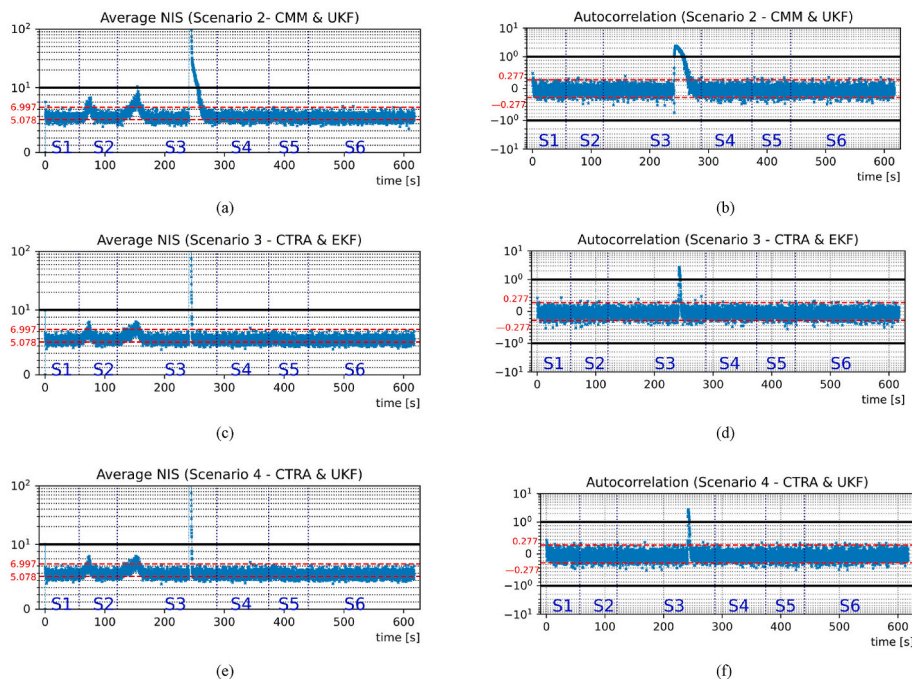 Average NIS (Scenario 2- CMM & UKF)
10²
10¹
6.997
5.078
0
S1 S2 S3 S4 S5 S6
0 100 200 300 400 500 600
time [s]
(a)
Autocorrelation (Scenario 2 - CMM & UKF)
10¹
10⁰
0.277
0
−0.277
−10⁰
−10¹
S1 S2 S3 S4 S5 S6
0 100 200 300 400 500 600
time [s]
(b)
Average NIS (Scenario 3 - CTRA & EKF)
10²
10¹
6.997
5.078
0
S1 S2 S3 S4 S5 S6
0 100 200 300 400 500 600
time [s]
(c)
Autocorrelation (Scenario 3 - CTRA & EKF)
10¹
10⁰
0.277
0
−0.277
−10⁰
−10¹
S1 S2 S3 S4 S5 S6
0 100 200 300 400 500 600
time [s]
(d)
Average NIS (Scenario 4 - CTRA & UKF)
10²
10¹
6.997
5.078
0
S1 S2 S3 S4 S5 S6
0 100 200 300 400 500 600
time [s]
(e)
Autocorrelation (Scenario 4 - CTRA & UKF)
10¹
10⁰
0.277
0
−0.277
−10⁰
−10¹
S1 S2 S3 S4 S5 S6
0 100 200 300 400 500 600
time [s]
(f)